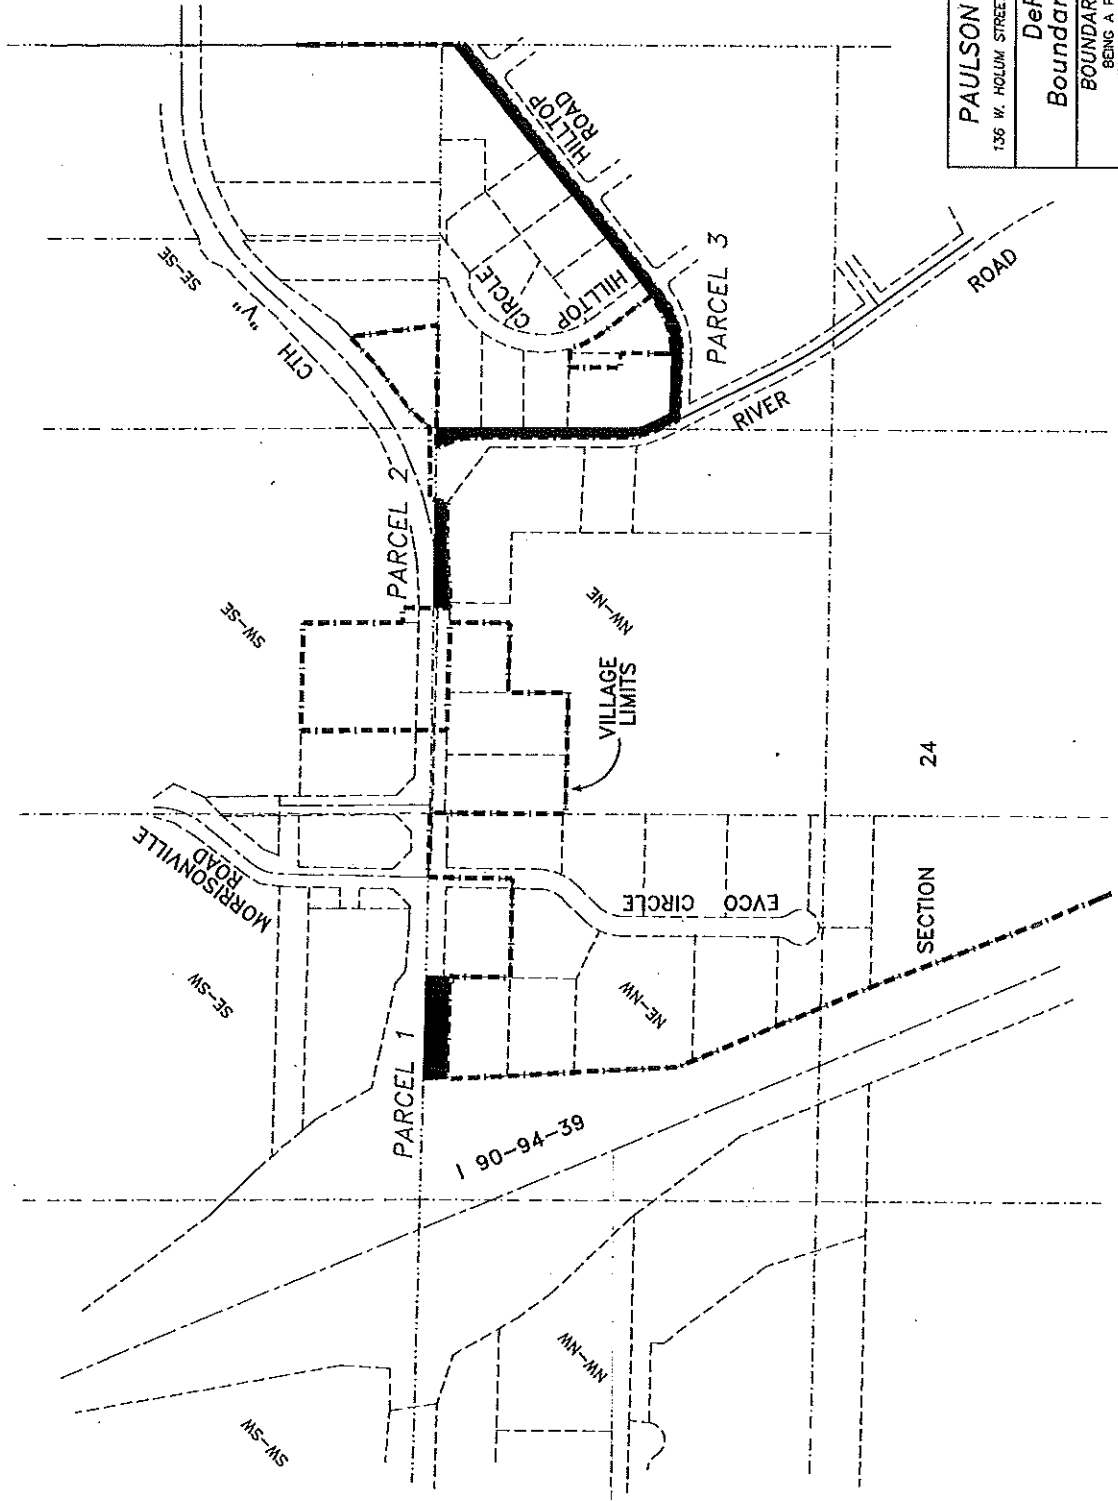 PAULSON
136 W. HOLUM STREET
Boundar
BOUNDAR
BEING A
HILLTOP
ROAD
SE-SE
CTH "V"
HILLTOP
CIRCLE
PARCEL 3
RIVER
ROAD
PARCEL 2
SW-SE
NW-NE
VILLAGE
LIMITS
24
SECTION
MORRISONVILLE
ROAD
EVCO CIRCLE
SE-SW
NE-NW
PARCEL 1
I 90-94-39
NW-NW
SW-SW